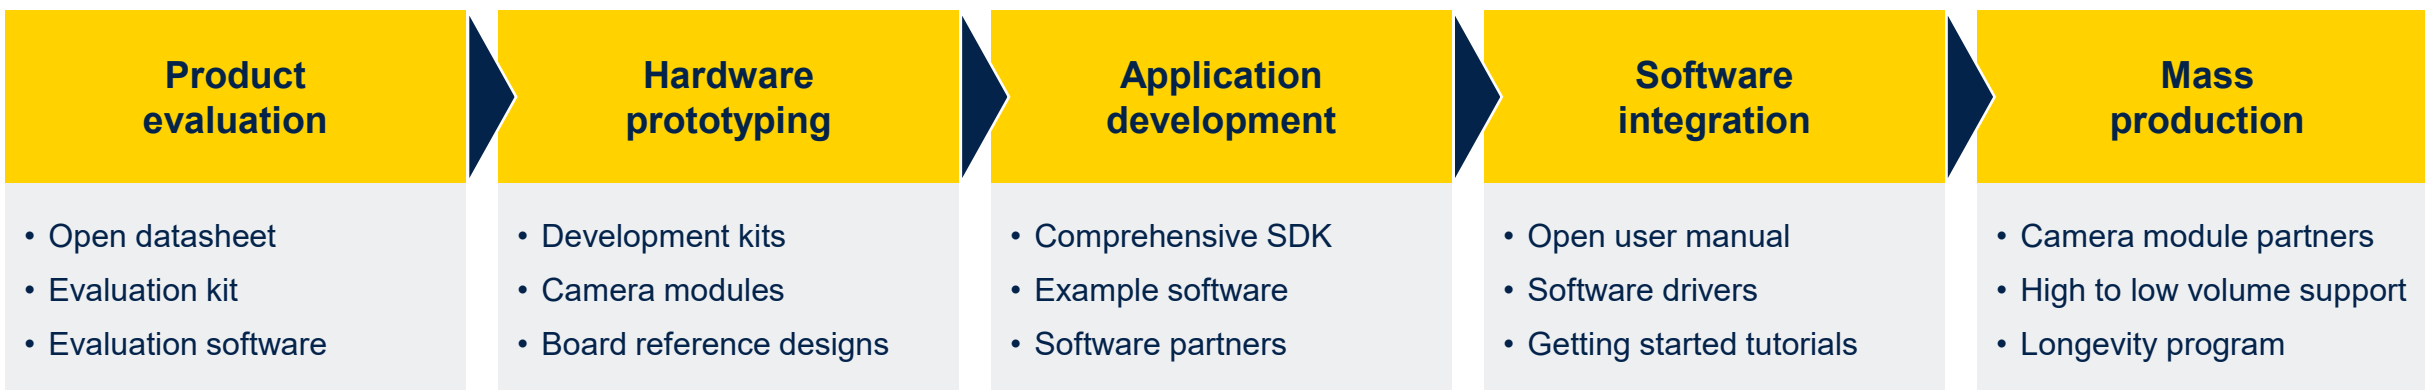 Product
evaluation
• Open datasheet
• Evaluation kit
• Evaluation software
Hardware
prototyping
• Development kits
• Camera modules
• Board reference designs
Application
development
• Comprehensive SDK
• Example software
• Software partners
Software
integration
• Open user manual
• Software drivers
• Getting started tutorials
Mass
production
• Camera module partners
• High to low volume support
• Longevity program